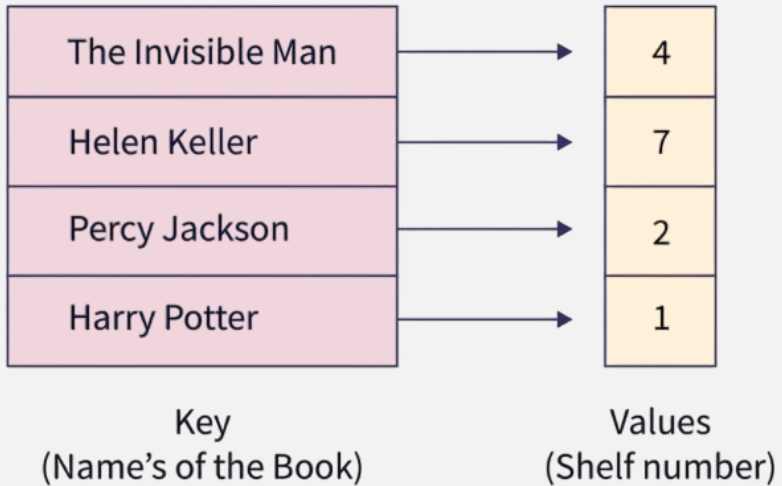 The Invisible Man 4
Helen Keller 7
Percy Jackson 2
Harry Potter 1
Key Values
(Name’s of the Book) (Shelf number)